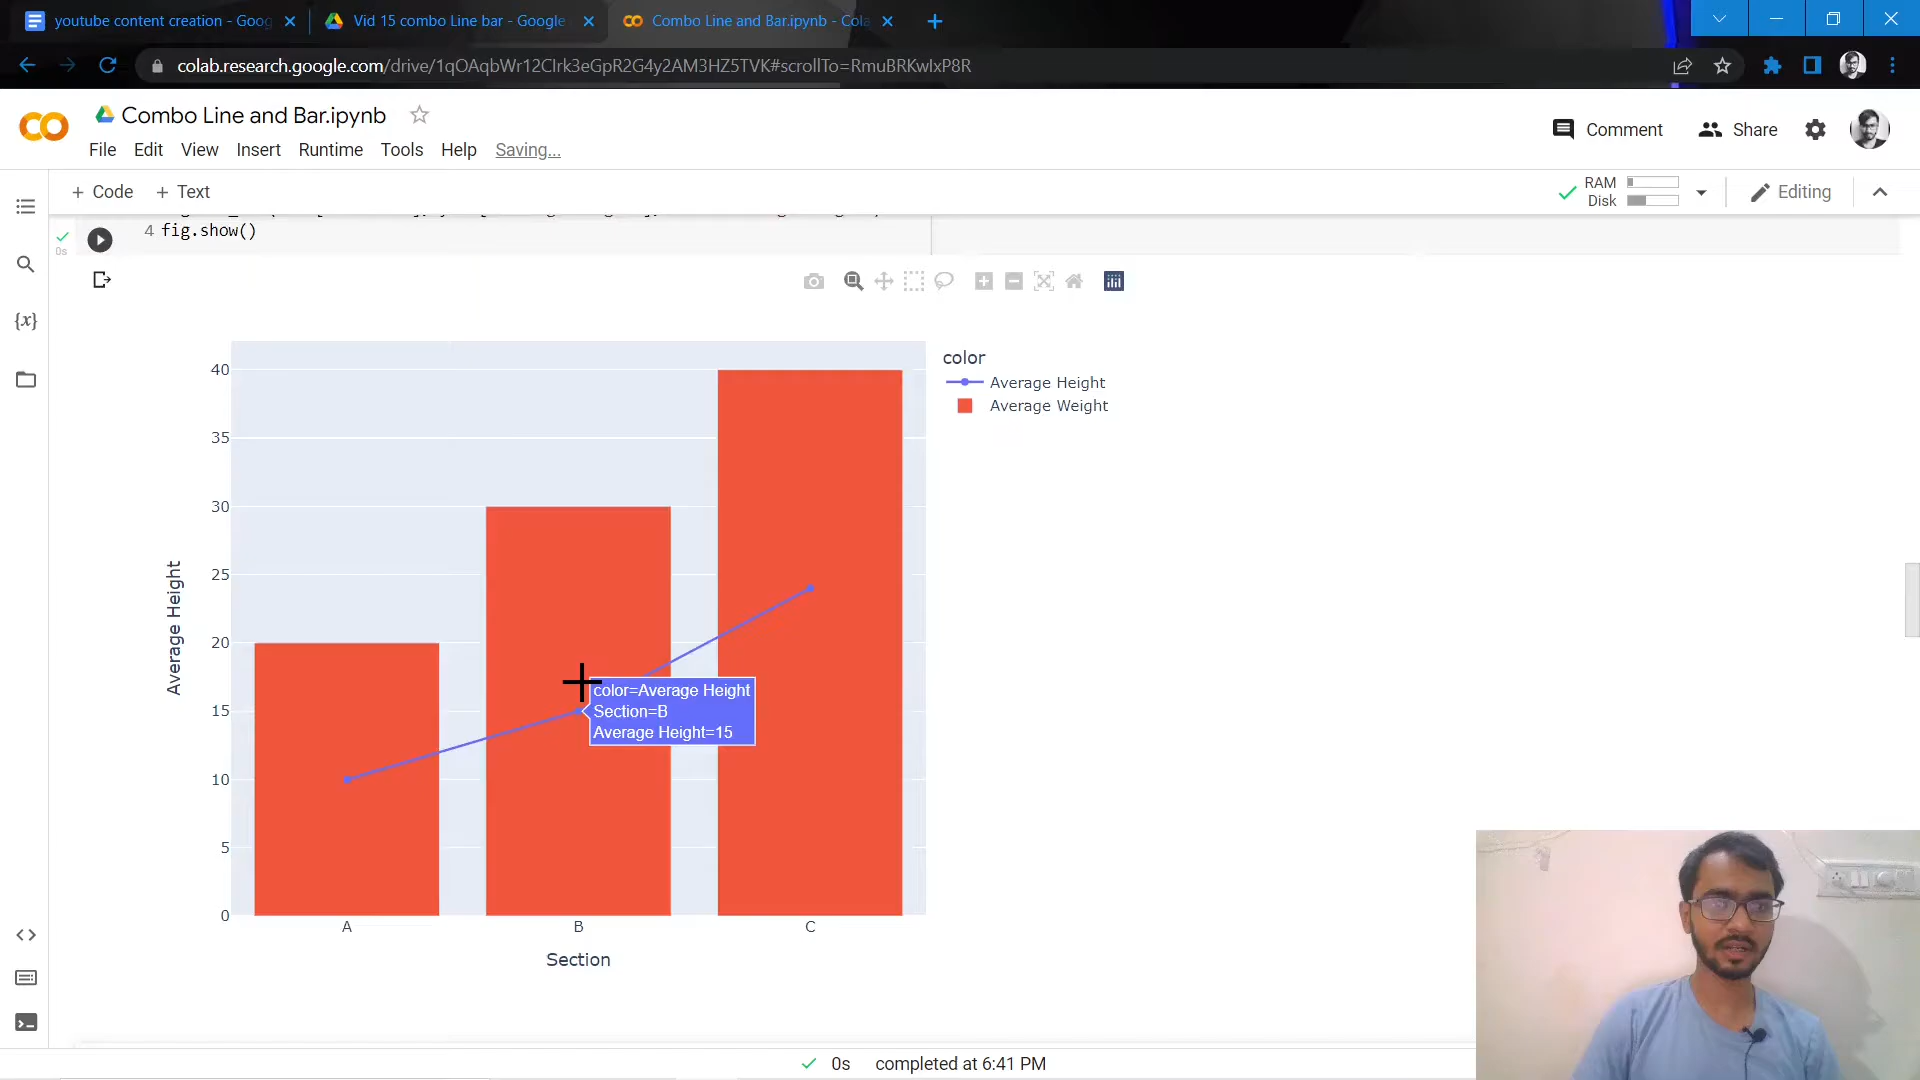 youtube content creation - Goog
Vid 15 combo Line bar - Google
Combo Line and Bar.ipynb - Cola
colab.research.google.com/drive/1qOAqbWr12CIrk3eGpR2G4y2AM3HZ5TVK#scrollTo=RmuBRKwIxP8R
Combo Line and Bar.ipynb
File Edit View Insert Runtime Tools Help Saving...
Comment
Share
+ Code + Text
RAM
Disk
Editing
4 fig.show()
0s
{x}
color
Average Height
Average Weight
40
35
30
25
20
15
10
5
0
Average Height
color=Average Height
Section=B
Average Height=15
A B C
Section
0s completed at 6:41 PM